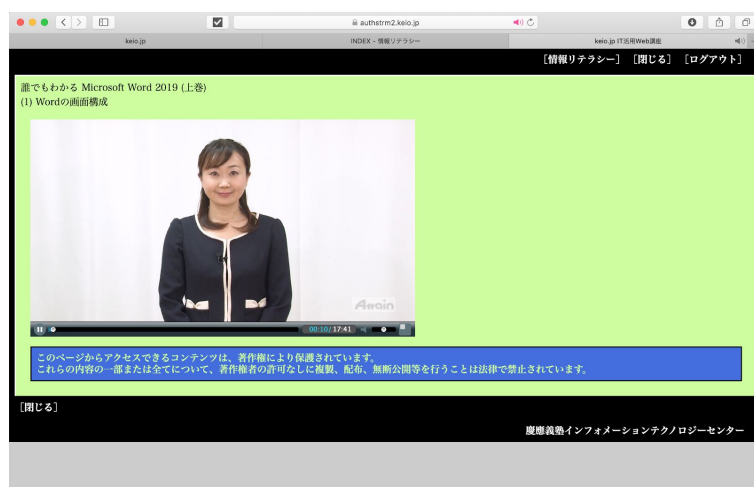 authstrm2.keio.jp
keio.jp
INDEX - 情報リテラシー
keio.jp IT活用Web講座
[情報リテラシー] [閉じる] [ログアウト]
誰でもわかる Microsoft Word 2019 (上巻)
(1) Wordの画面構成
Awain
00:10/17:41
このページからアクセスできるコンテンツは、著作権により保護されています。
これらの内容の一部または全てについて、著作権者の許可なしに複製、配布、無断公開等を行うことは法律で禁止されています。
[閉じる]
慶應義塾インフォメーションテクノロジーセンター